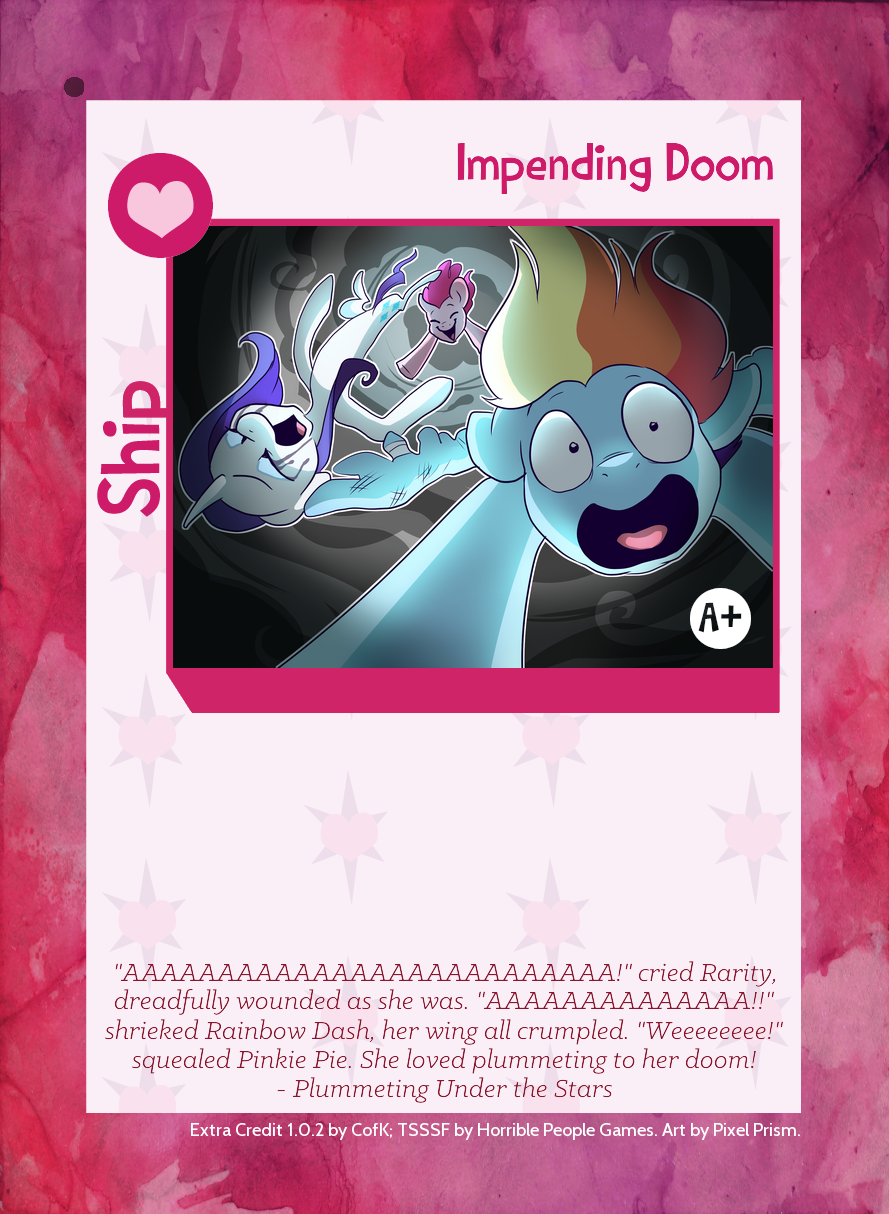 Impending Doom
Ship
A+
"AAAAAAAAAAAAAAAAAAAAAAAAAA!" cried Rarity,
dreadfully wounded as she was. "AAAAAAAAAAAAAA!!"
shrieked Rainbow Dash, her wing all crumpled. "Weeeeeeee!"
squealed Pinkie Pie. She loved plummeting to her doom!
- Plummeting Under the Stars
Extra Credit 1.0.2 by CofK; TSSSF by Horrible People Games. Art by Pixel Prism.